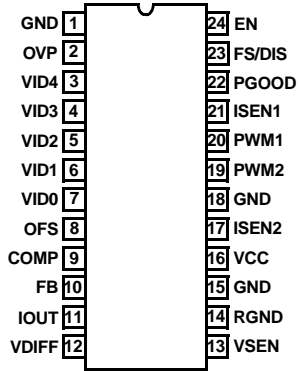 GND 1 24 EN
OVP 2 23 FS/DIS
VID4 3 22 PGOOD
VID3 4 21 ISEN1
VID2 5 20 PWM1
VID1 6 19 PWM2
VID0 7 18 GND
OFS 8 17 ISEN2
COMP 9 16 VCC
FB 10 15 GND
IOUT 11 14 RGND
VDIFF 12 13 VSEN